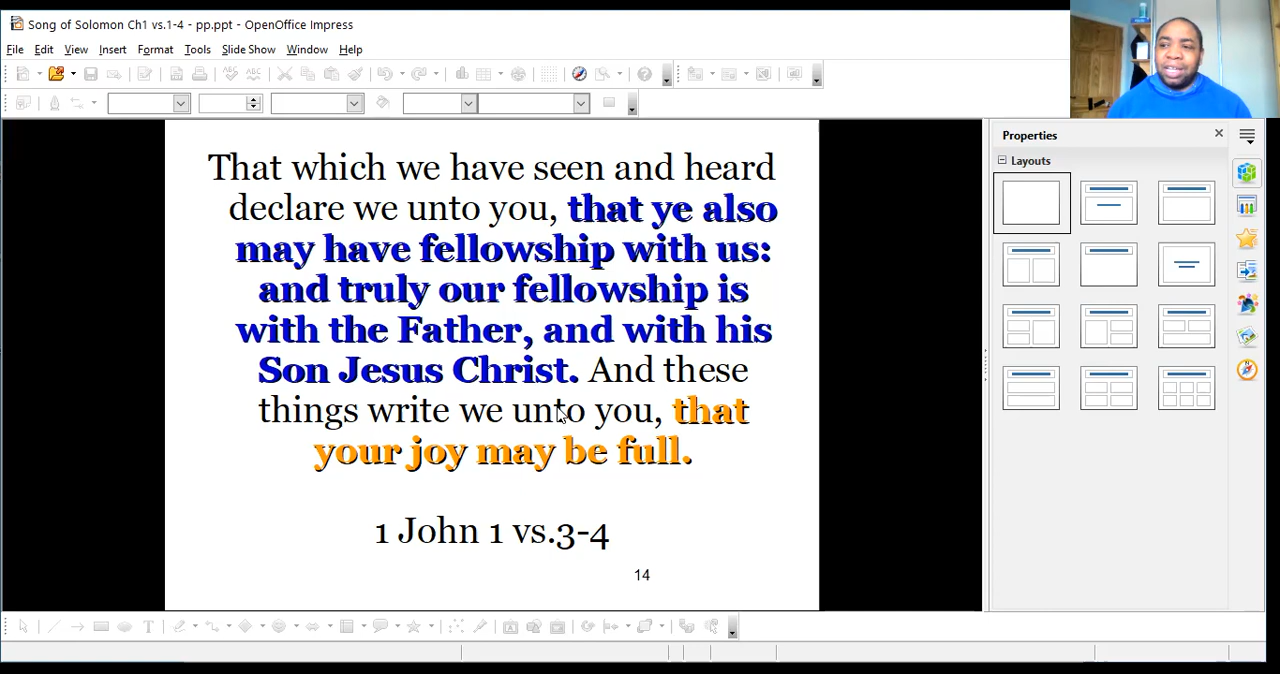 Song of Solomon Ch1 vs.1-4 - pp.ppt - OpenOffice Impress
File Edit View Insert Format Tools Slide Show Window Help
Properties
Layouts
That which we have seen and heard
declare we unto you, that ye also
may have fellowship with us:
and truly our fellowship is
with the Father, and with his
Son Jesus Christ. And these
things write we unto you, that
your joy may be full.
1 John 1 vs.3-4
14